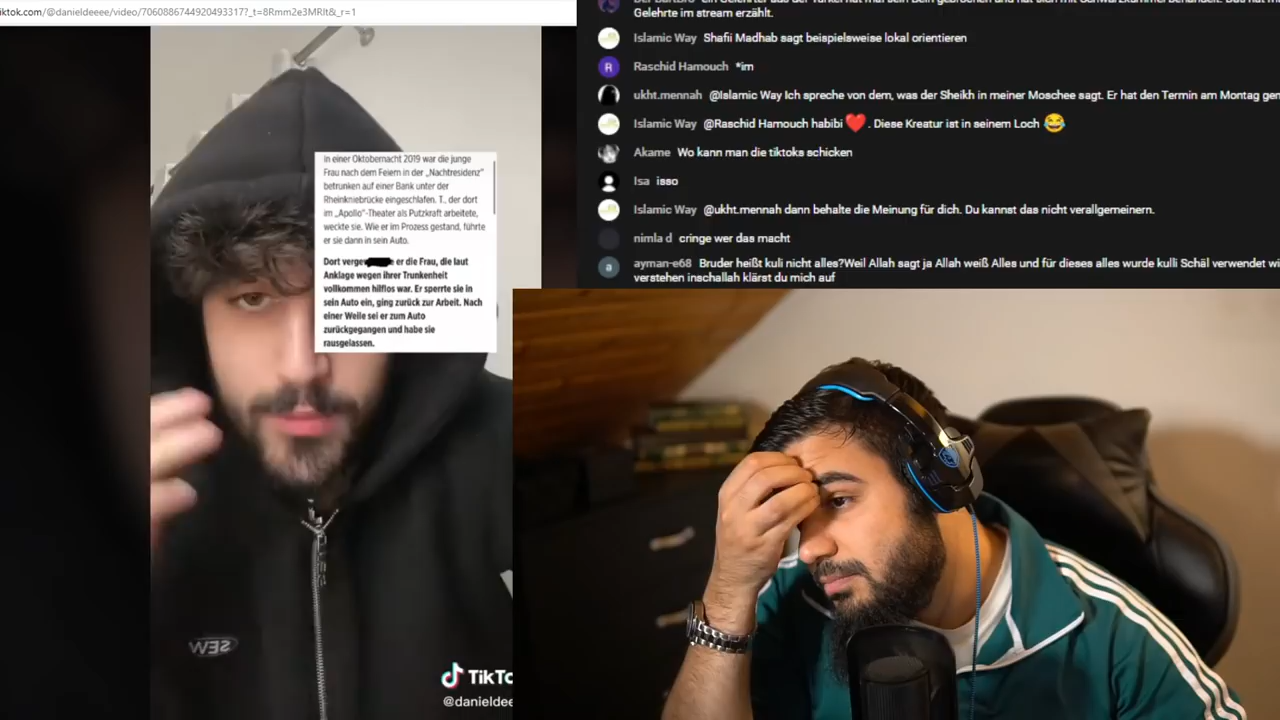 iktok.com/@danieldeeee/video/7060886744920493317?_t=8Rmm2e3MRlt&_r=1
In einer Oktobernacht 2019 war die junge
Frau nach dem Feiern in der „Nachtresidenz"
betrunken auf einer Bank unter der
Rheinkniebrücke eingeschlafen. T., der dort
im „Apollo"-Theater als Putzkraft arbeitete,
weckte sie. Wie er im Prozess gestand, führte
er sie dann in sein Auto.
Dort verge e er die Frau, die laut
Anklage wegen ihrer Trunkenheit
vollkommen hilflos war. Er sperrte sie in
sein Auto ein, ging zurück zur Arbeit. Nach
einer Weile sei er zum Auto
zurückgegangen und habe sie
rausgelassen.
SEW
TikTo
@danieldee
Gelehrte im stream erzählt.
Islamic Way Shafii Madhab sagt beispielsweise lokal orientieren
Raschid Hamouch *im
ukht.mennah @Islamic Way Ich spreche von dem, was der Sheikh in meiner Moschee sagt. Er hat den Termin am Montag gen
Islamic Way @Raschid Hamouch habibi ❤️. Diese Kreatur ist in seinem Loch 😂
Akame Wo kann man die tiktoks schicken
Isa isso
Islamic Way @ukht.mennah dann behalte die Meinung für dich. Du kannst das nicht verallgemeinern.
nimla d cringe wer das macht
ayman-e68 Bruder heißt kuli nicht alles?Weil Allah sagt ja Allah weiß Alles und für dieses alles wurde kulli Schäl verwendet wi
verstehen inschallah klärst du mich auf